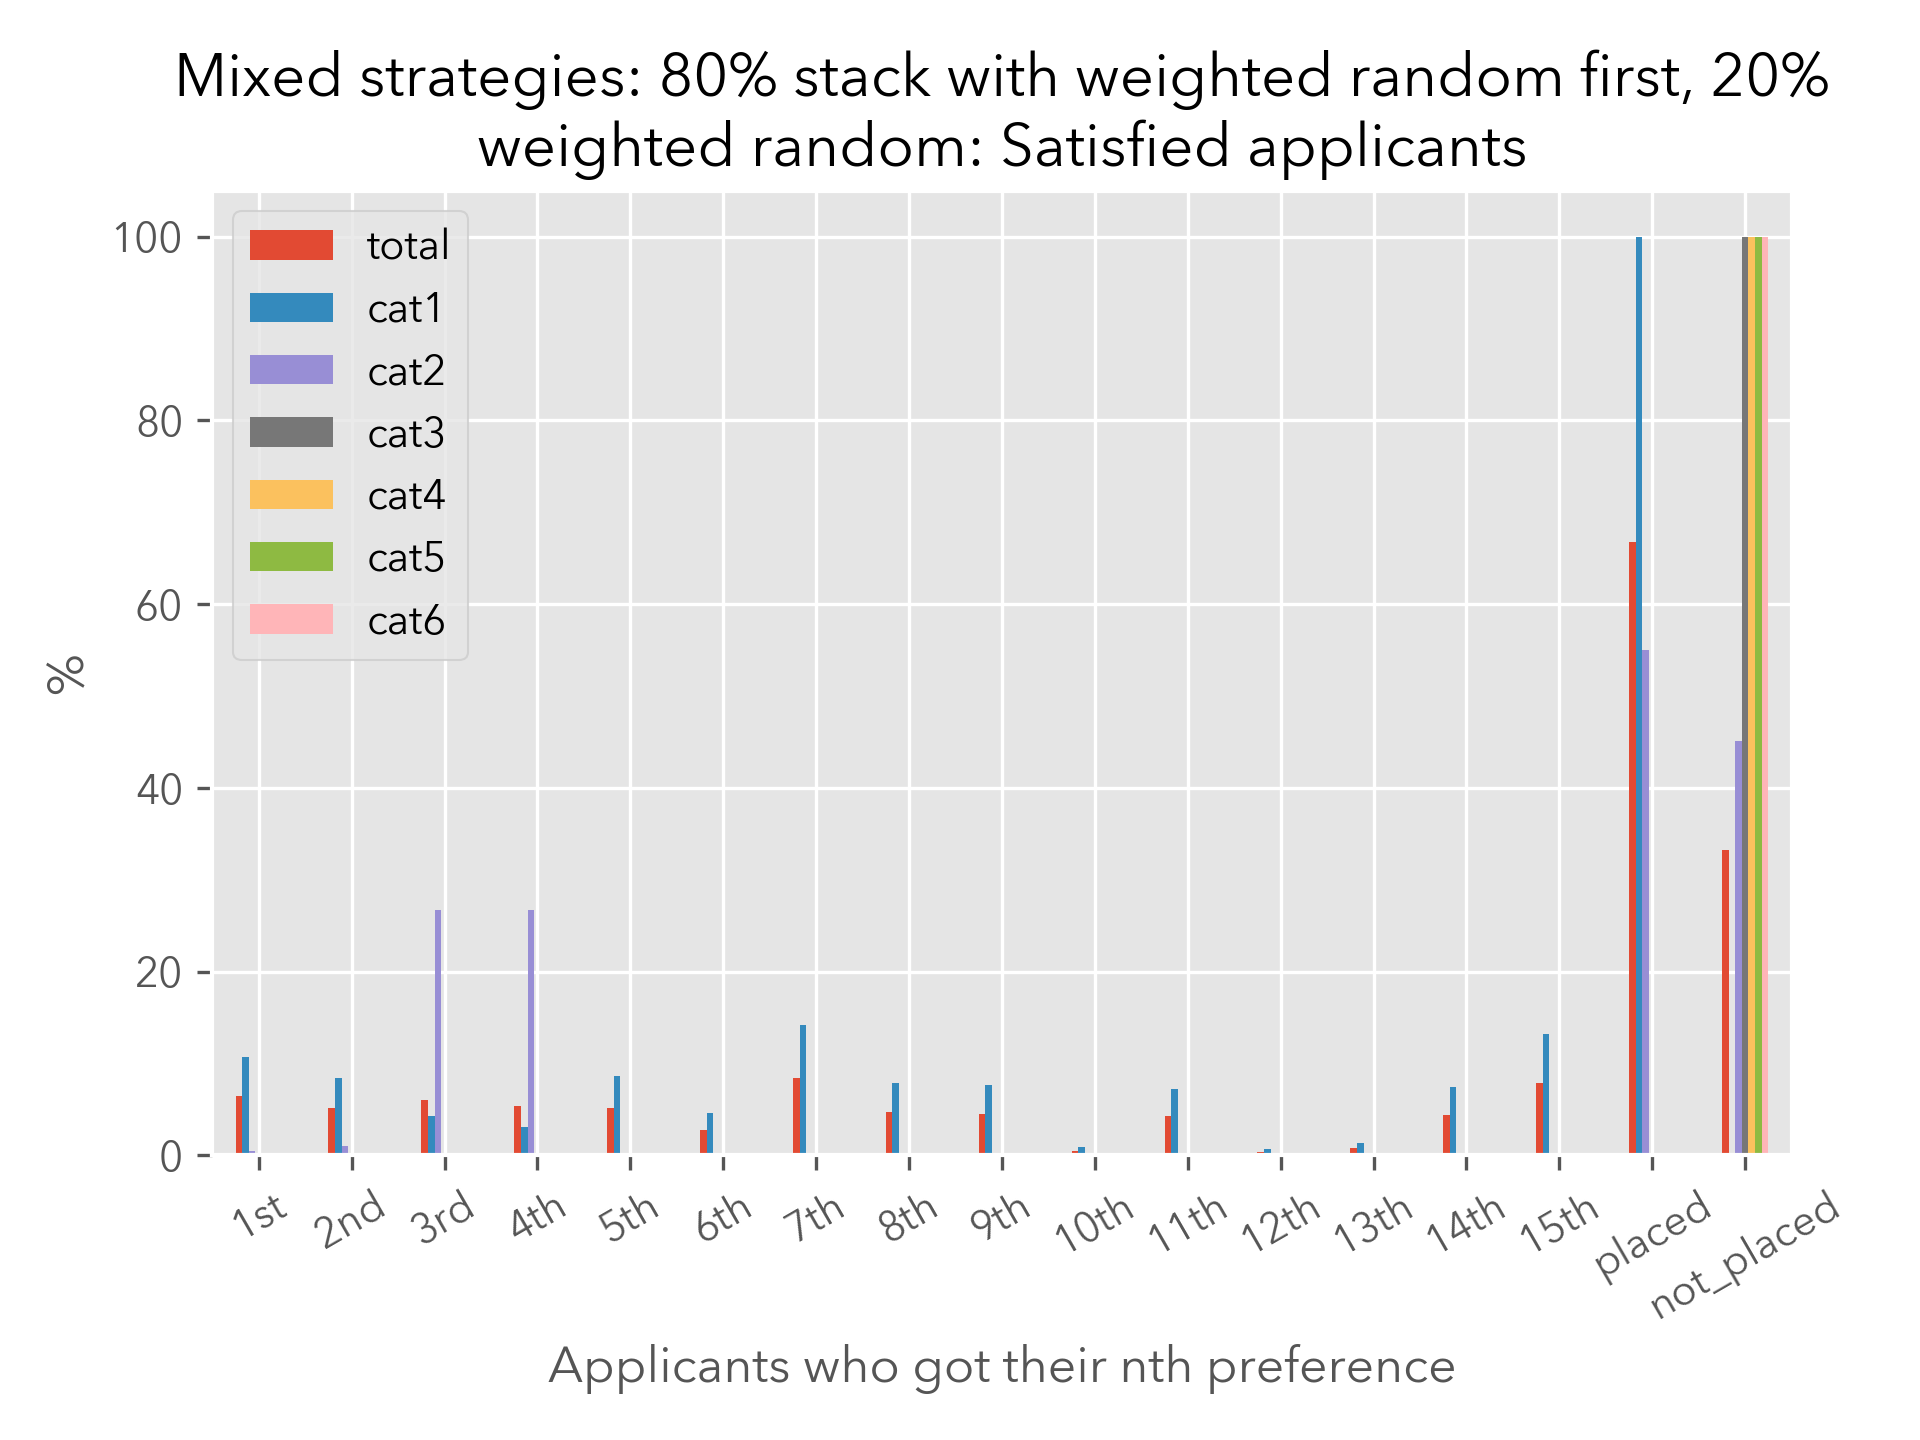 Mixed strategies: 80% stack with weighted random first, 20%
weighted random: Satisfied applicants
total
cat1
cat2
cat3
cat4
cat5
cat6
100
80
60
40
20
0
%
1st
2nd
3rd
4th
5th
6th
7th
8th
9th
10th
11th
12th
13th
14th
15th
placed
not_placed
Applicants who got their nth preference